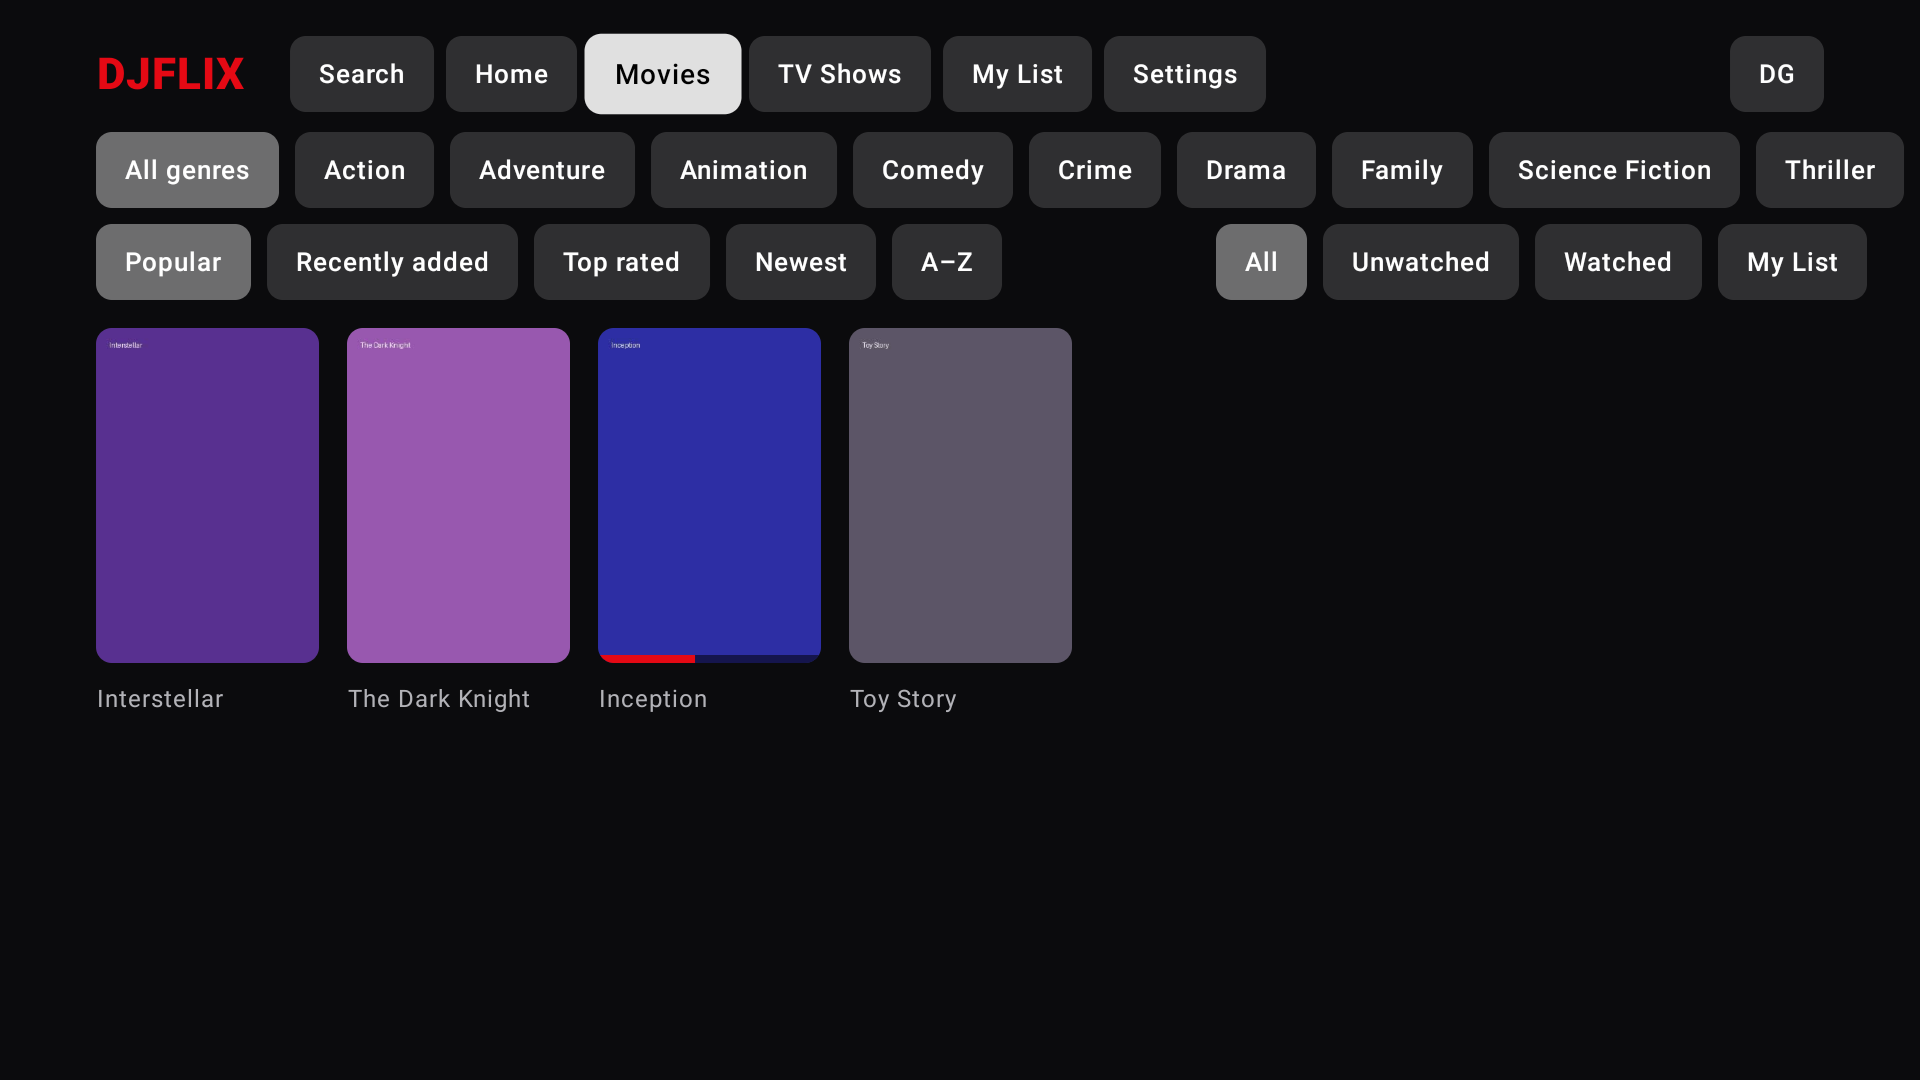 DJFLIX Search Home Movies TV Shows My List Settings DG
All genres Action Adventure Animation Comedy Crime Drama Family Science Fiction Thriller
Popular Recently added Top rated Newest A–Z All Unwatched Watched My List
Interstellar The Dark Knight Inception Toy Story
Interstellar The Dark Knight Inception Toy Story